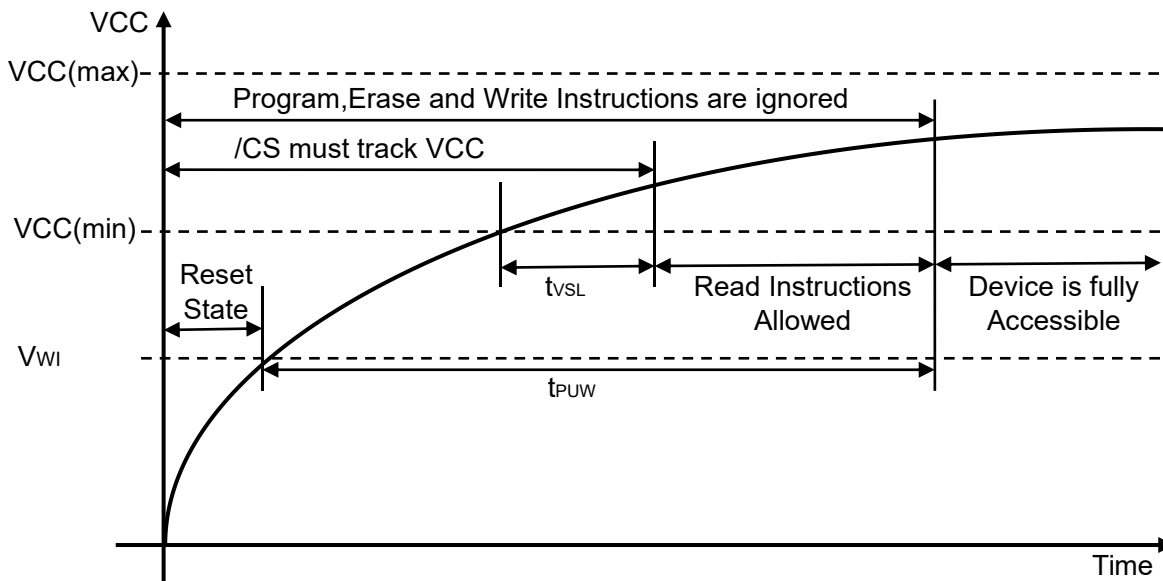 VCC
VCC(max)
Program,Erase and Write Instructions are ignored
/CS must track VCC
VCC(min)
Reset
State
tVSL
Read Instructions
Allowed
Device is fully
Accessible
VWI
tPUW
Time